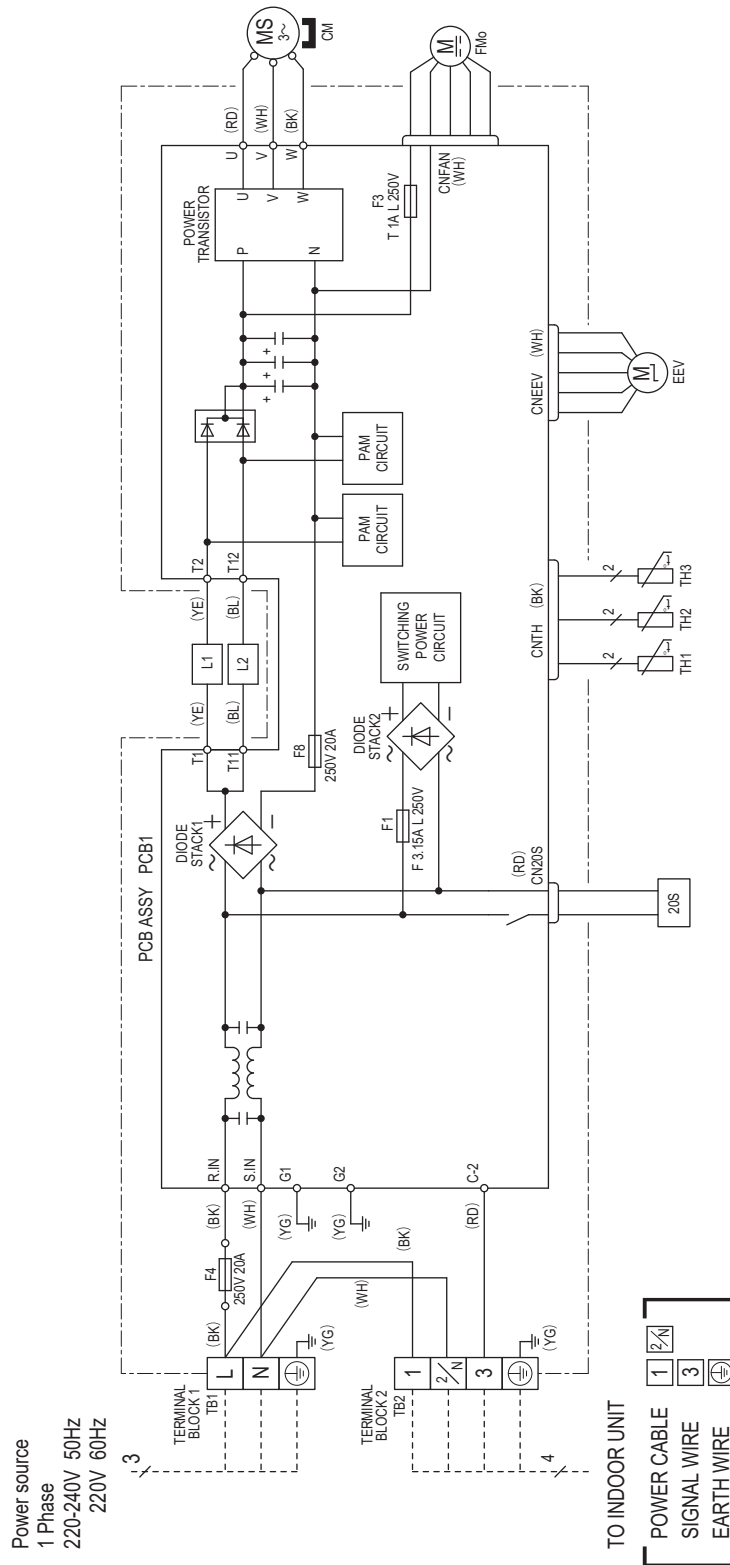 Power source
1 Phase
220-240V 50Hz
220V 60Hz
3
TERMINAL
BLOCK 1
TB1
L
N
(BK)
F4
250V 20A
(BK)
(WH)
(YG)
R.IN
S.IN
G1
(YG)
G2
(YG)
C-2
(RD)
(BK)
(WH)
TERMINAL
BLOCK 2
TB2
1
2/N
3
(YG)
4
TO INDOOR UNIT
POWER CABLE 1 2/N
SIGNAL WIRE 3
EARTH WIRE
PCB ASSY PCB1
DIODE
STACK1
+
−
~
~
T1
T11
(YE)
(BL)
L1
L2
(YE)
(BL)
T2
T12
F8
250V 20A
F1
F 3.15A L 250V
DIODE
STACK2
+
−
~
~
SWITCHING
POWER
CIRCUIT
PAM
CIRCUIT
PAM
CIRCUIT
+
+
+
POWER
TRANSISTOR
P
N
U
V
W
U
V
W
(RD)
(WH)
(BK)
MS
3~
CM
F3
T 1A L 250V
CNFAN
(WH)
M
FMo
(RD)
CN20S
20S
CNTH
(BK)
2
2
2
TH1
TH2
TH3
CNEEV
(WH)
M
EEV